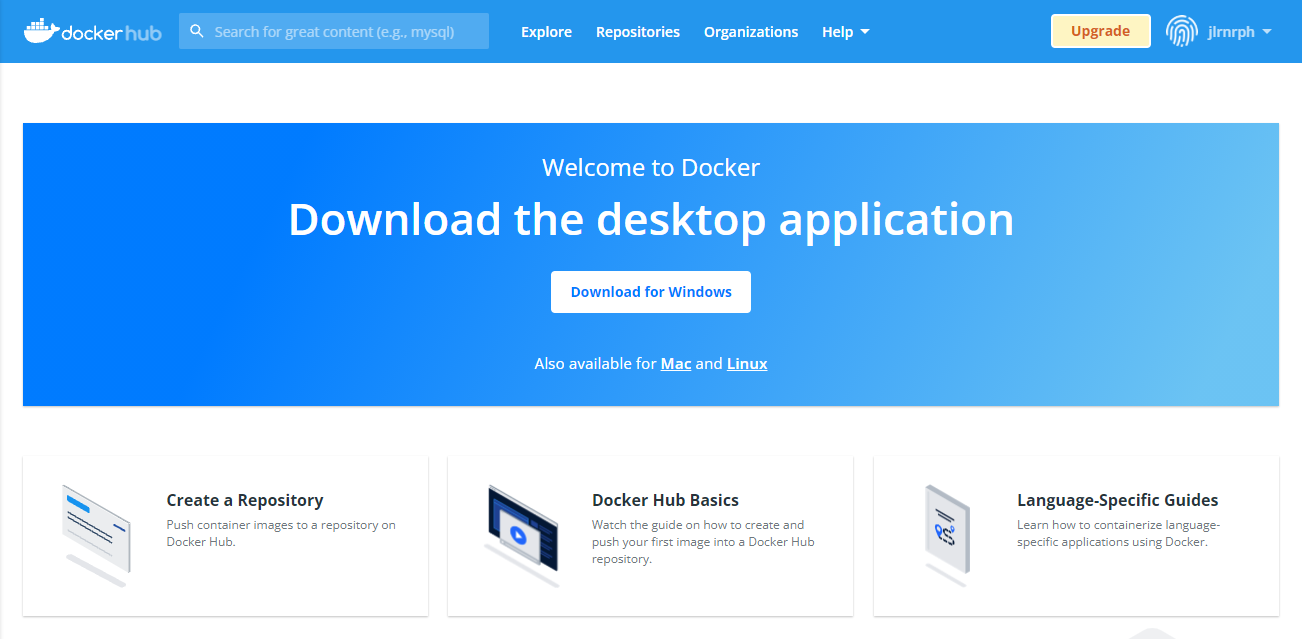 docker hub
Search for great content (e.g., mysql)
Explore
Repositories
Organizations
Help
Upgrade
jlrnrph
Welcome to Docker
Download the desktop application
Download for Windows
Also available for Mac and Linux
Create a Repository
Push container images to a repository on
Docker Hub.
Docker Hub Basics
Watch the guide on how to create and
push your first image into a Docker Hub
repository.
Language-Specific Guides
Learn how to containerize language-
specific applications using Docker.